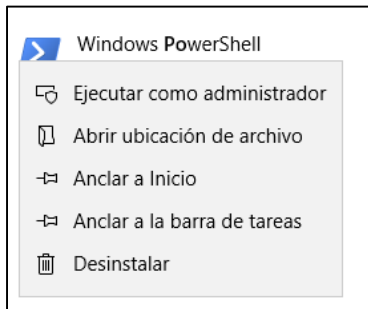 Windows PowerShell
Ejecutar como administrador
Abrir ubicación de archivo
Anclar a Inicio
Anclar a la barra de tareas
Desinstalar